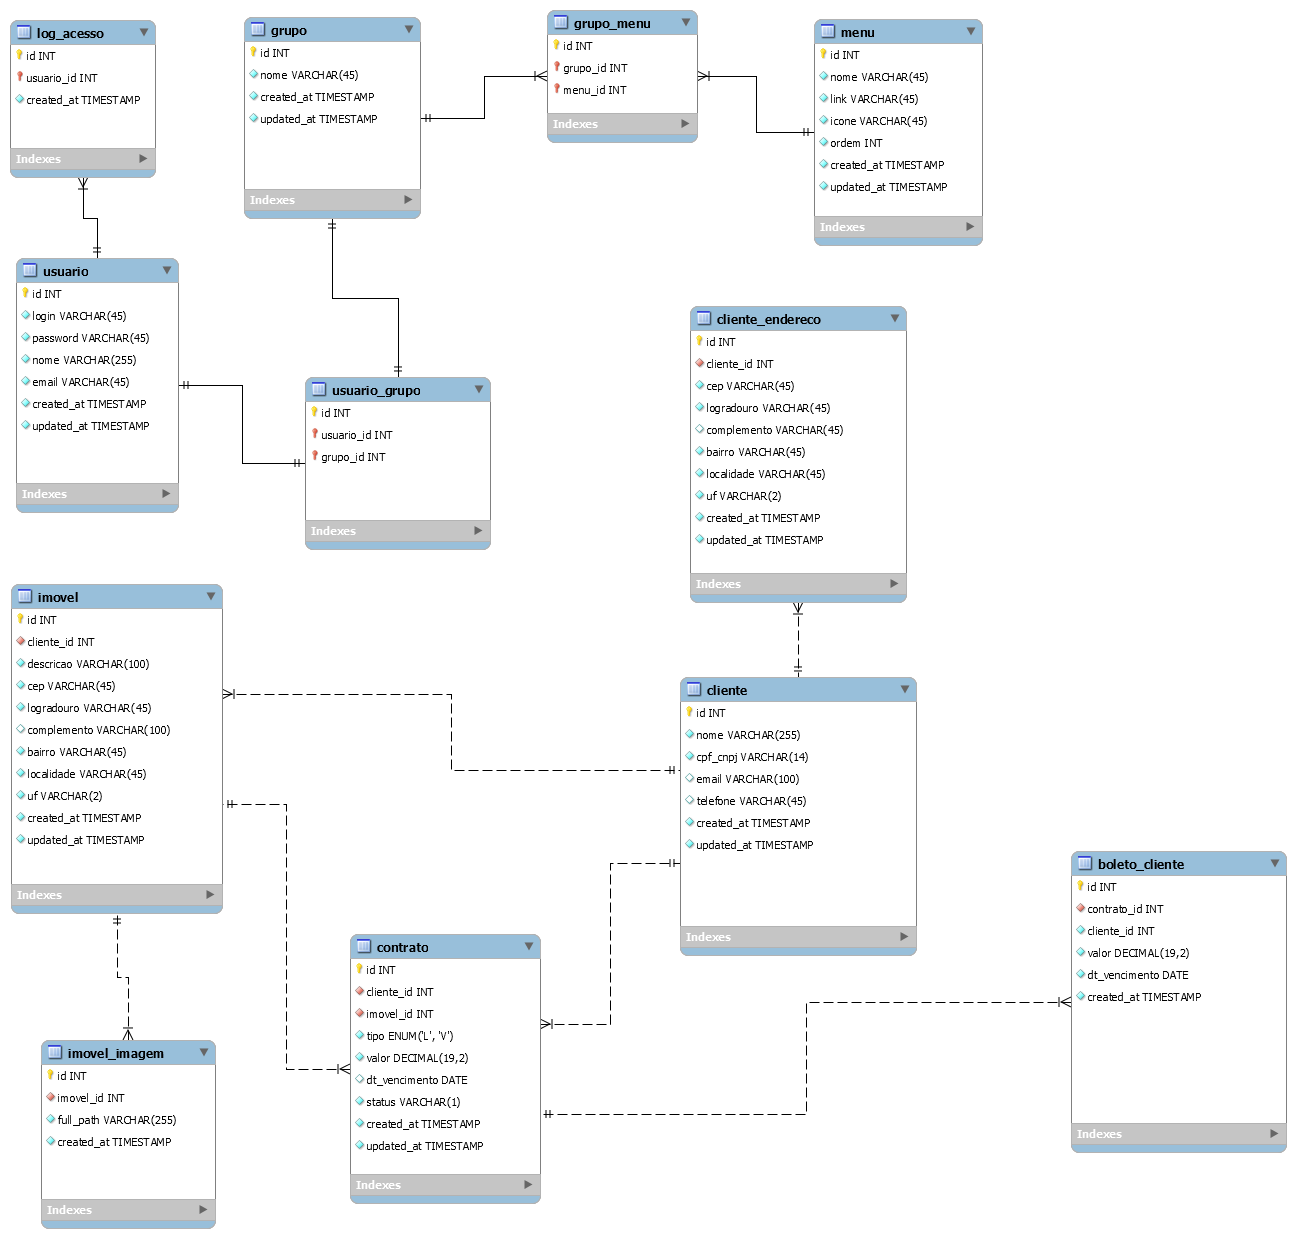 log_acesso
id INT
usuario_id INT
created_at TIMESTAMP
Indexes
grupo
id INT
nome VARCHAR(45)
created_at TIMESTAMP
updated_at TIMESTAMP
Indexes
grupo_menu
id INT
grupo_id INT
menu_id INT
Indexes
menu
id INT
nome VARCHAR(45)
link VARCHAR(45)
icone VARCHAR(45)
ordem INT
created_at TIMESTAMP
updated_at TIMESTAMP
Indexes
usuario
id INT
login VARCHAR(45)
password VARCHAR(45)
nome VARCHAR(255)
email VARCHAR(45)
created_at TIMESTAMP
updated_at TIMESTAMP
Indexes
usuario_grupo
id INT
usuario_id INT
grupo_id INT
Indexes
cliente_endereco
id INT
cliente_id INT
cep VARCHAR(45)
logradouro VARCHAR(45)
complemento VARCHAR(45)
bairro VARCHAR(45)
localidade VARCHAR(45)
uf VARCHAR(2)
created_at TIMESTAMP
updated_at TIMESTAMP
Indexes
imovel
id INT
cliente_id INT
descricao VARCHAR(100)
cep VARCHAR(45)
logradouro VARCHAR(45)
complemento VARCHAR(100)
bairro VARCHAR(45)
localidade VARCHAR(45)
uf VARCHAR(2)
created_at TIMESTAMP
updated_at TIMESTAMP
Indexes
cliente
id INT
nome VARCHAR(255)
cpf_cnpj VARCHAR(14)
email VARCHAR(100)
telefone VARCHAR(45)
created_at TIMESTAMP
updated_at TIMESTAMP
Indexes
boleto_cliente
id INT
contrato_id INT
cliente_id INT
valor DECIMAL(19,2)
dt_vencimento DATE
created_at TIMESTAMP
Indexes
contrato
id INT
cliente_id INT
imovel_id INT
tipo ENUM('L', 'V')
valor DECIMAL(19,2)
dt_vencimento DATE
status VARCHAR(1)
created_at TIMESTAMP
updated_at TIMESTAMP
Indexes
imovel_imagem
id INT
imovel_id INT
full_path VARCHAR(255)
created_at TIMESTAMP
Indexes